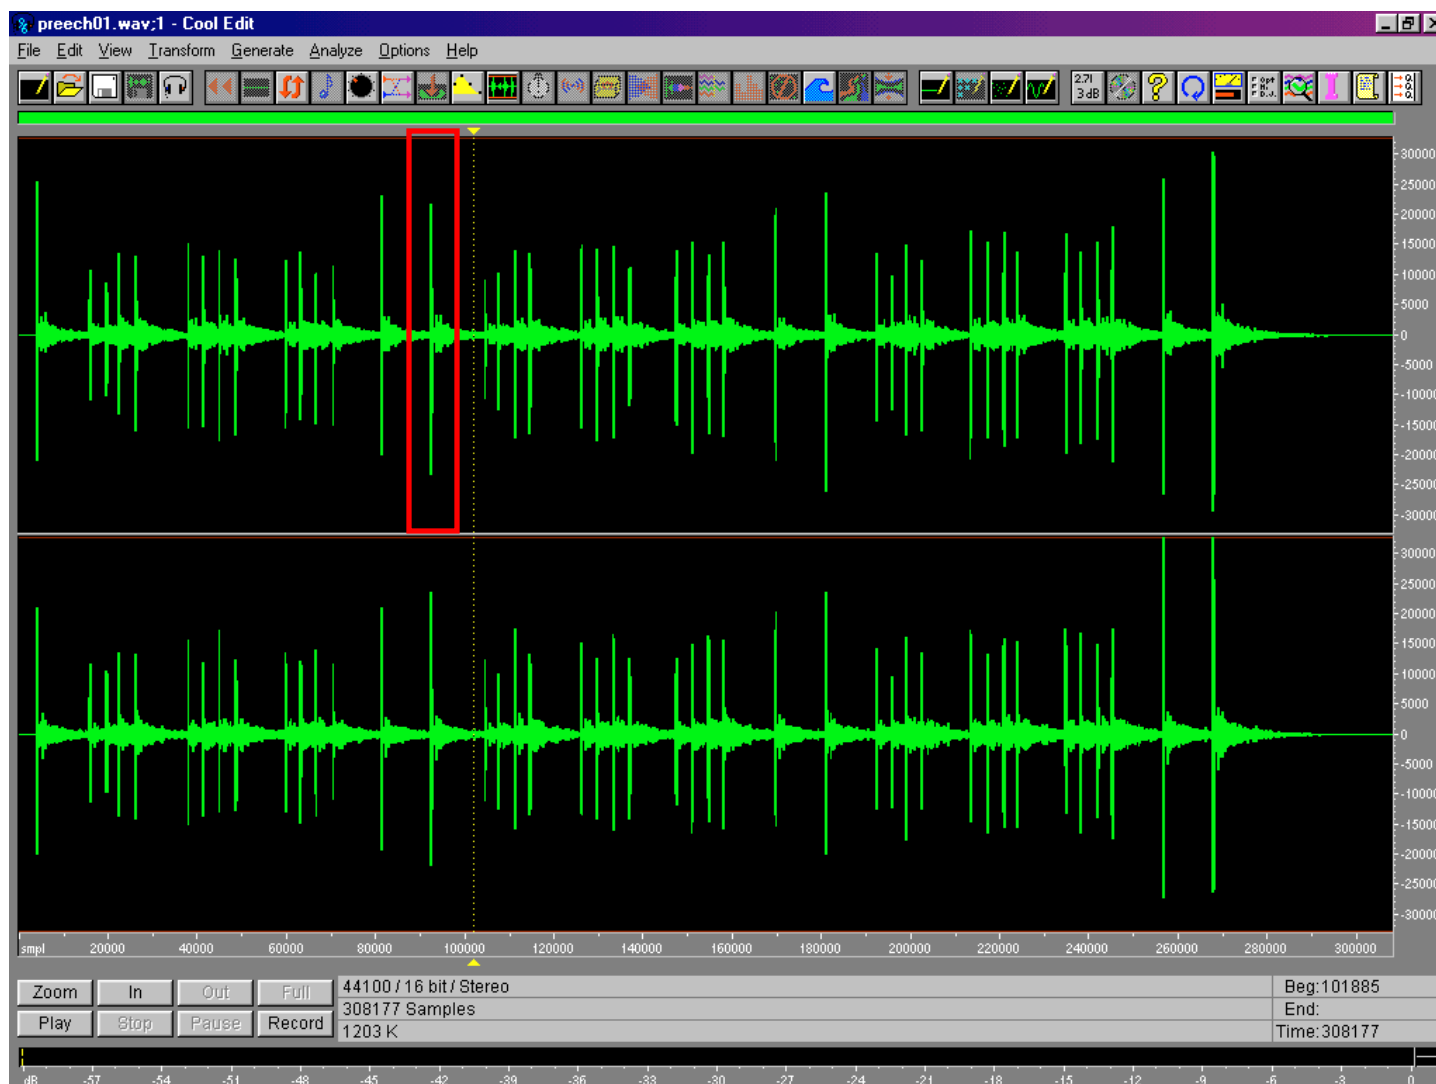 preech01.wav;1 - Cool Edit
File Edit View Transform Generate Analyze Options Help
2.71
3 dB
30000
25000
20000
15000
10000
5000
0
-5000
-10000
-15000
-20000
-25000
-30000
30000
25000
20000
15000
10000
5000
0
-5000
-10000
-15000
-20000
-25000
-30000
smpl 20000 40000 60000 80000 100000 120000 140000 160000 180000 200000 220000 240000 260000 280000 300000
Zoom In Out Full
Play Stop Pause Record
44100 / 16 bit / Stereo
308177 Samples
1203 K
Beg:101885
End:
Time:308177
dB -57 -54 -51 -48 -45 -42 -39 -36 -33 -30 -27 -24 -21 -18 -15 -12 -9 -6 -3 0